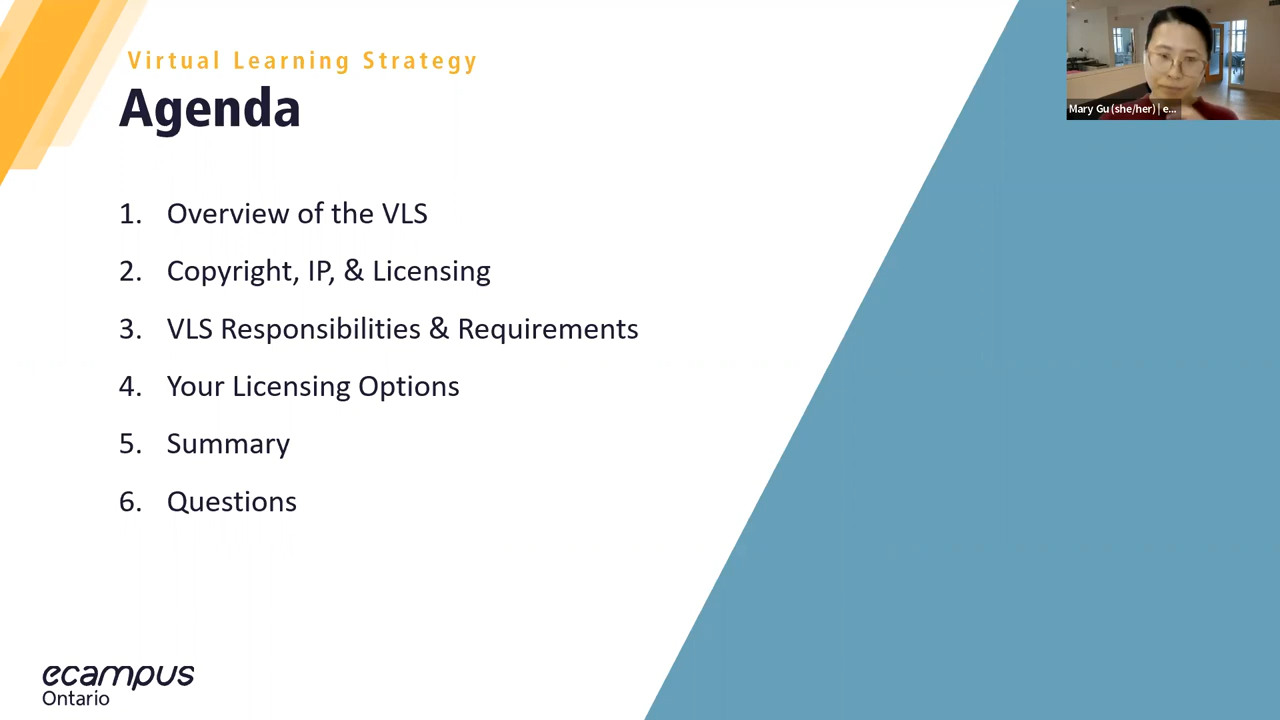 Virtual Learning Strategy
Agenda
1. Overview of the VLS
2. Copyright, IP, & Licensing
3. VLS Responsibilities & Requirements
4. Your Licensing Options
5. Summary
6. Questions
ecampus
Ontario
Mary Gu (she/her) | e...